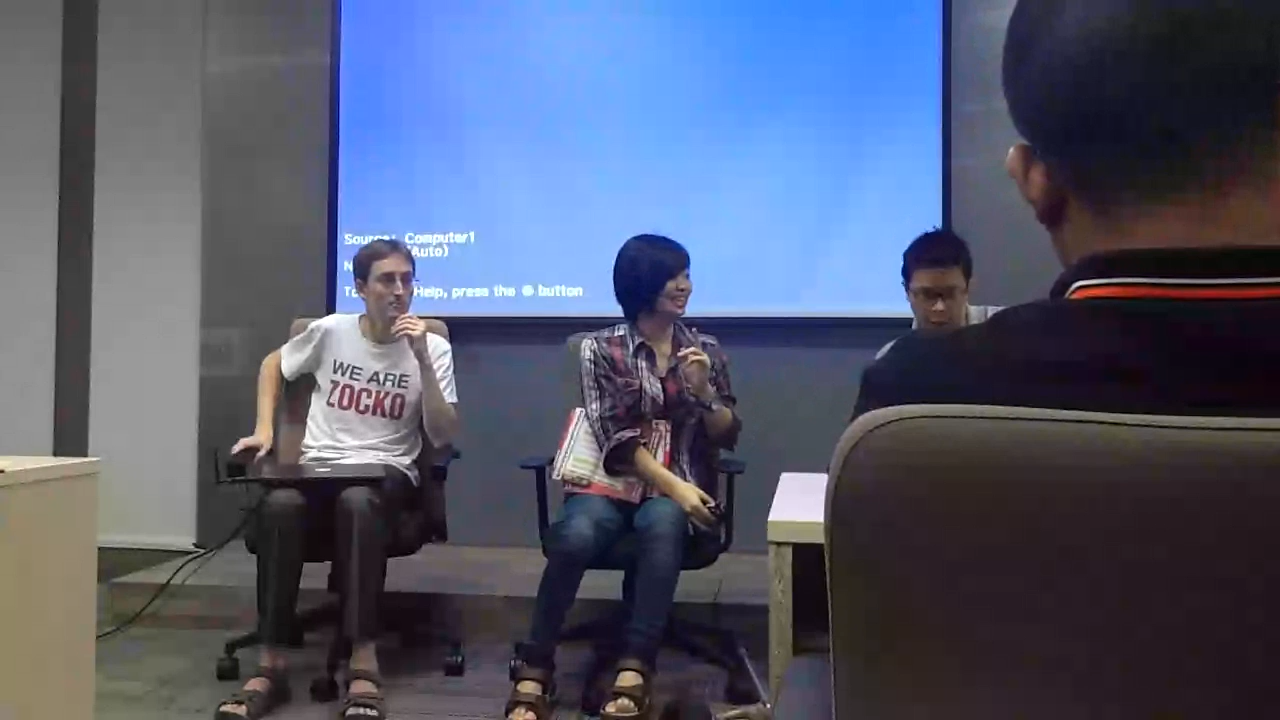 Source: Computer1
(Auto)
Help, press the button
WE ARE
ZOCKO